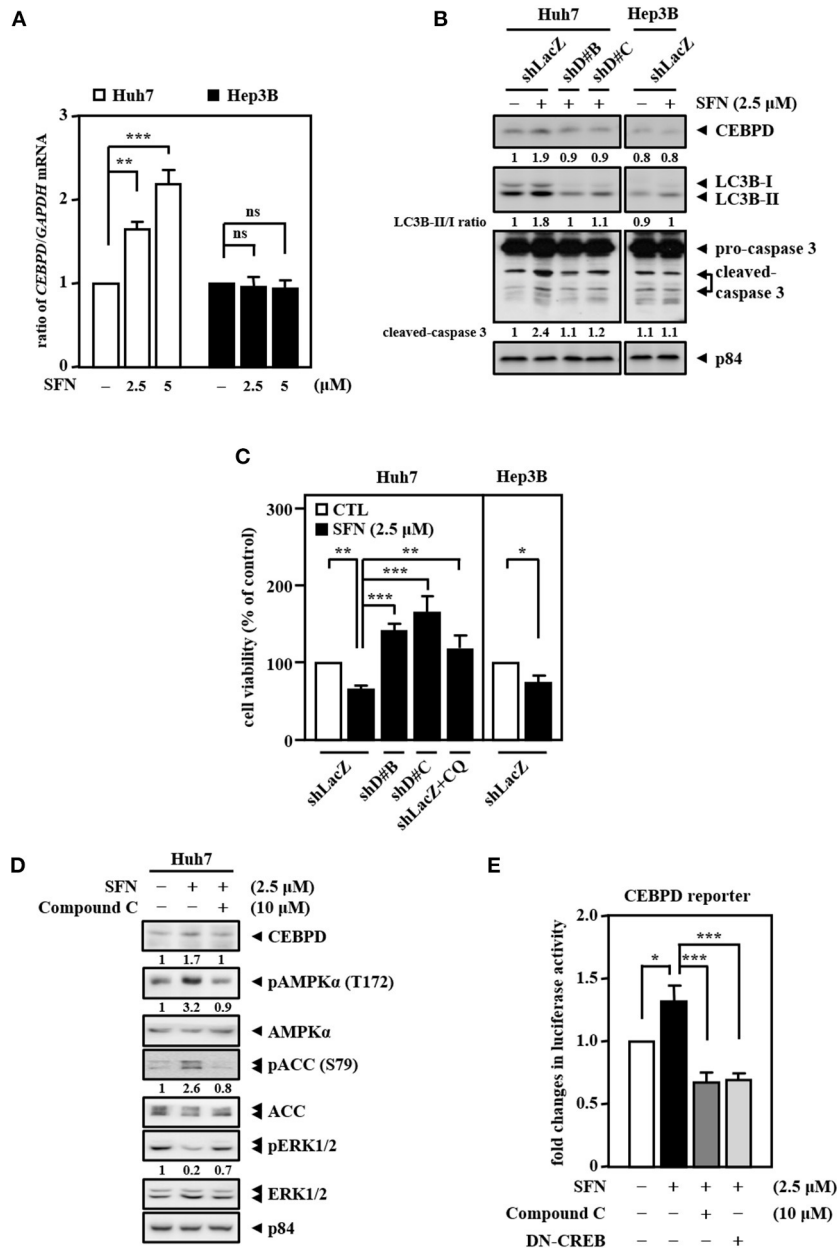 A
3
2
1
0
ratio of CEBPD/GAPDH mRNA
Huh7
Hep3B
***
**
ns
ns
SFN
– 2.5 5 – 2.5 5 (μM)
B
Huh7 Hep3B
shLacZ shD#B shD#C shLacZ
– + + + – + SFN (2.5 μM)
CEBPD
1 1.9 0.9 0.9 0.8 0.8
LC3B-I
LC3B-II
LC3B-II/I ratio 1 1.8 1 1.1 0.9 1
pro-caspase 3
cleaved-
caspase 3
cleaved-caspase 3 1 2.4 1.1 1.2 1.1 1.1
p84
C
Huh7 Hep3B
300
200
100
0
cell viability (% of control)
CTL
SFN (2.5 μM)
** **
***
***
*
shLacZ shD#B shD#C shLacZ+CQ shLacZ
D
Huh7
SFN – + + (2.5 μM)
Compound C – – + (10 μM)
CEBPD
1 1.7 1
pAMPKα (T172)
1 3.2 0.9
AMPKα
pACC (S79)
1 2.6 0.8
ACC
pERK1/2
1 0.2 0.7
ERK1/2
p84
E
CEBPD reporter
2.0
1.5
1.0
0.5
0
fold changes in luciferase activity
***
* ***
SFN – + + + (2.5 μM)
Compound C – – + – (10 μM)
DN-CREB – – – +